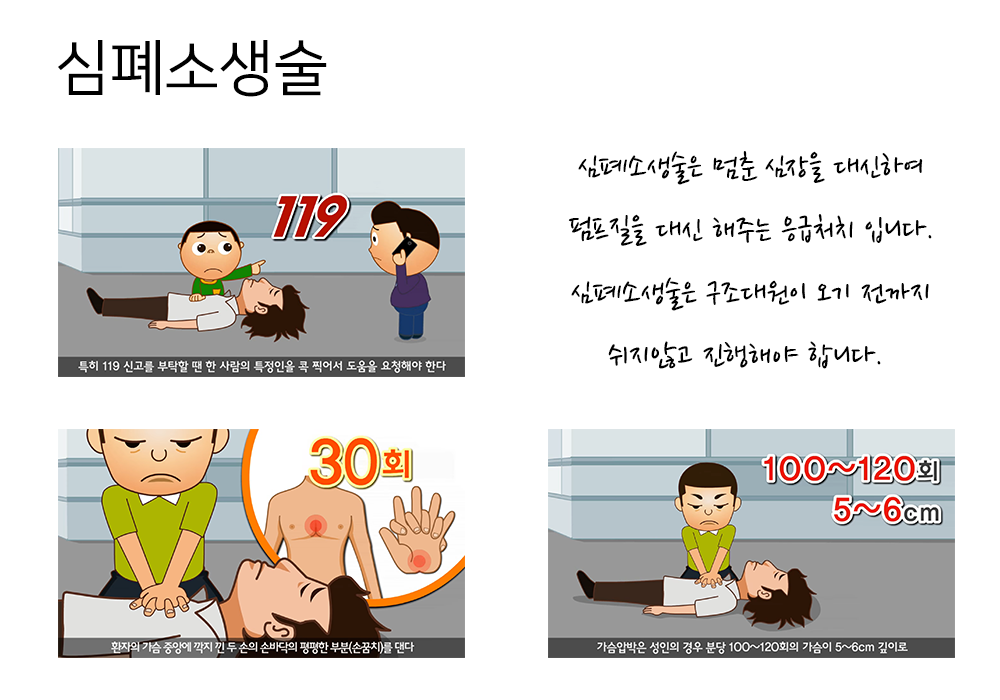 심폐소생술
119
특히 119 신고를 부탁할 땐 한 사람의 특정인을 콕 찍어서 도움을 요청해야 한다
심폐소생술은 멈춘 심장을 대신하여
펌프질을 대신 해주는 응급처치 입니다.
심폐소생술은 구조대원이 오기 전까지
쉬지않고 진행해야 합니다.
30회
환자의 가슴 중앙에 깍지 낀 두 손의 손바닥의 평평한 부분(손꿈치)를 댄다
100~120회
5~6cm
가슴압박은 성인의 경우 분당 100~120회의 가슴이 5~6cm 깊이로